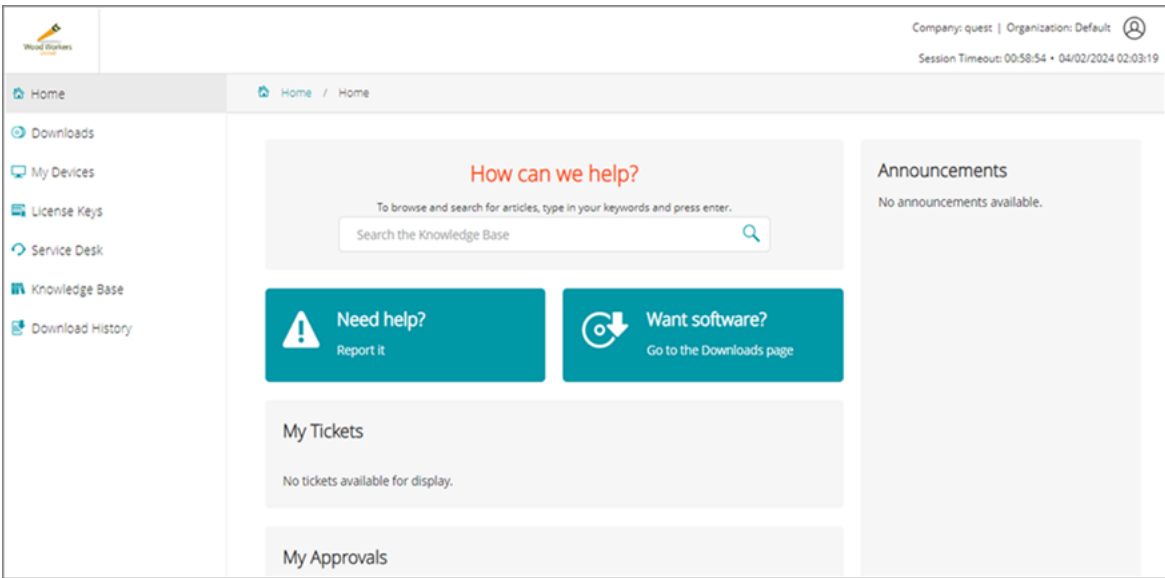 Wood Workers
Company: quest | Organization: Default
Session Timeout: 00:58:54 • 04/02/2024 02:03:19
Home
Downloads
My Devices
License Keys
Service Desk
Knowledge Base
Download History
Home / Home
How can we help?
To browse and search for articles, type in your keywords and press enter.
Search the Knowledge Base
Need help?
Report it
Want software?
Go to the Downloads page
My Tickets
No tickets available for display.
My Approvals
Announcements
No announcements available.